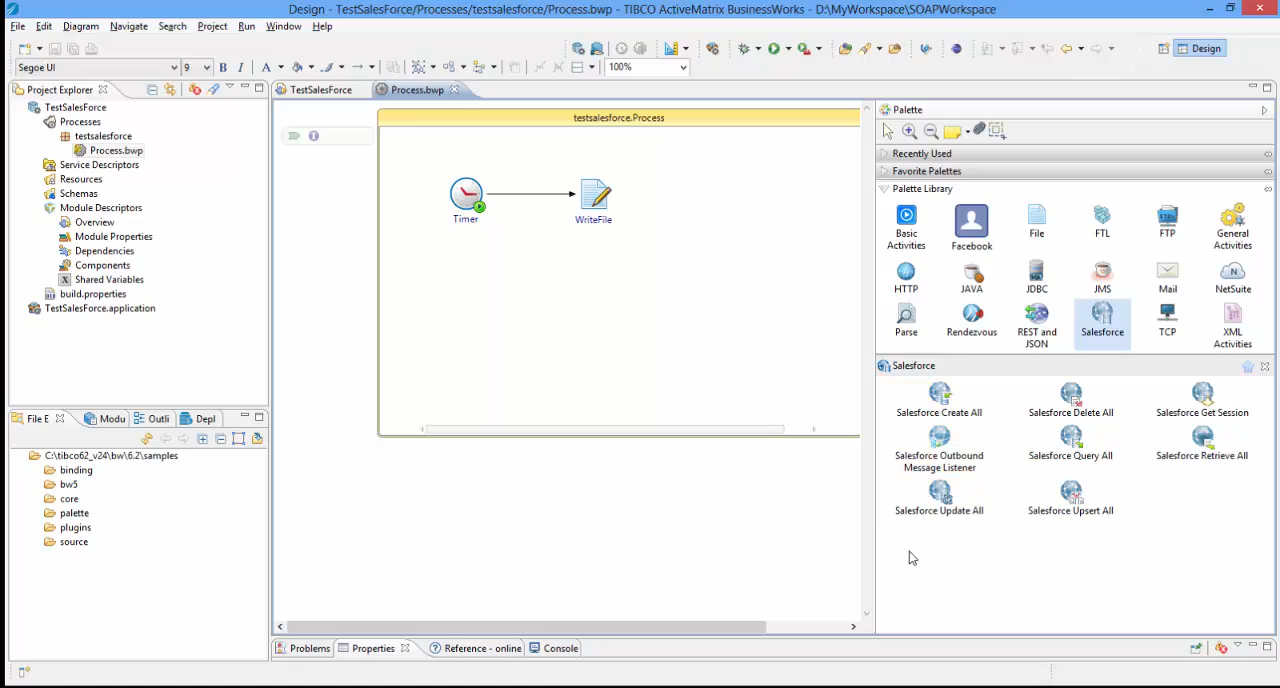 Design - TestSalesForce/Processes/testsalesforce/Process.bwp - TIBCO ActiveMatrix BusinessWorks - D:\MyWorkspace\SOAPWorkspace
File Edit Diagram Navigate Search Project Run Window Help
Design
Segoe UI 9 B I A 100%
Project Explorer
TestSalesForce
Processes
testsalesforce
Process.bwp
Service Descriptors
Resources
Schemas
Module Descriptors
Overview
Module Properties
Dependencies
Components
X Shared Variables
build.properties
TestSalesForce.application
File E Modu Outli Depl
C:\tibco62_v24\bw\6.2\samples
binding
bw5
core
palette
plugins
source
TestSalesForce Process.bwp
testsalesforce.Process
Timer WriteFile
Palette
Recently Used
Favorite Palettes
Palette Library
Basic Activities
Facebook
File
FTL
FTP
General Activities
HTTP
JAVA
JDBC
JMS
Mail
N
NetSuite
Parse
Rendezvous
REST and JSON
Salesforce
TCP
XML Activities
Salesforce
Salesforce Create All
Salesforce Delete All
Salesforce Get Session
Salesforce Outbound Message Listener
Salesforce Query All
Salesforce Retrieve All
Salesforce Update All
Salesforce Upsert All
Problems Properties Reference - online Console